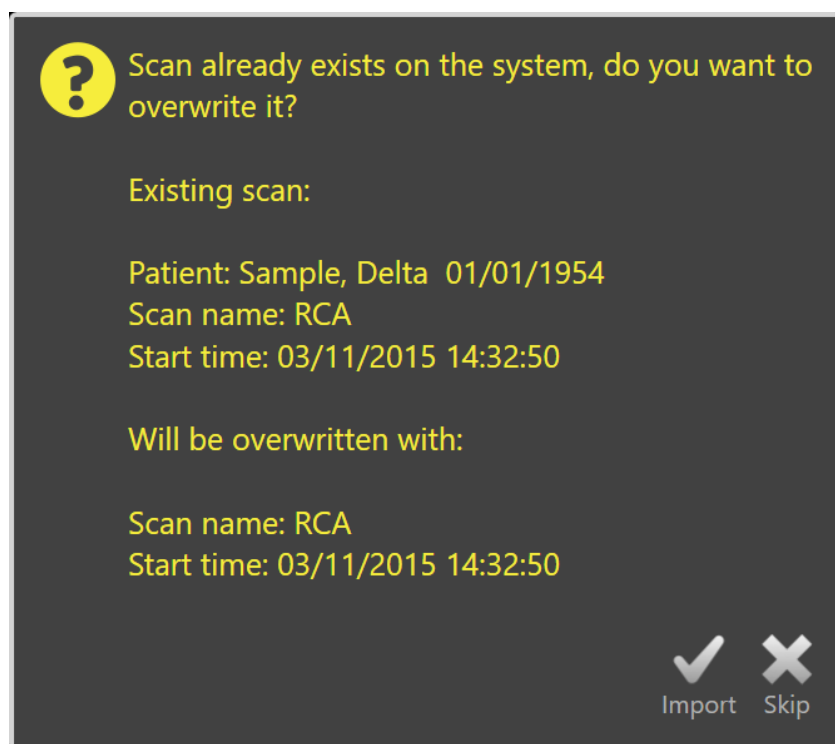 Scan already exists on the system, do you want to
overwrite it?
Existing scan:
Patient: Sample, Delta  01/01/1954
Scan name: RCA
Start time: 03/11/2015 14:32:50
Will be overwritten with:
Scan name: RCA
Start time: 03/11/2015 14:32:50
Import Skip